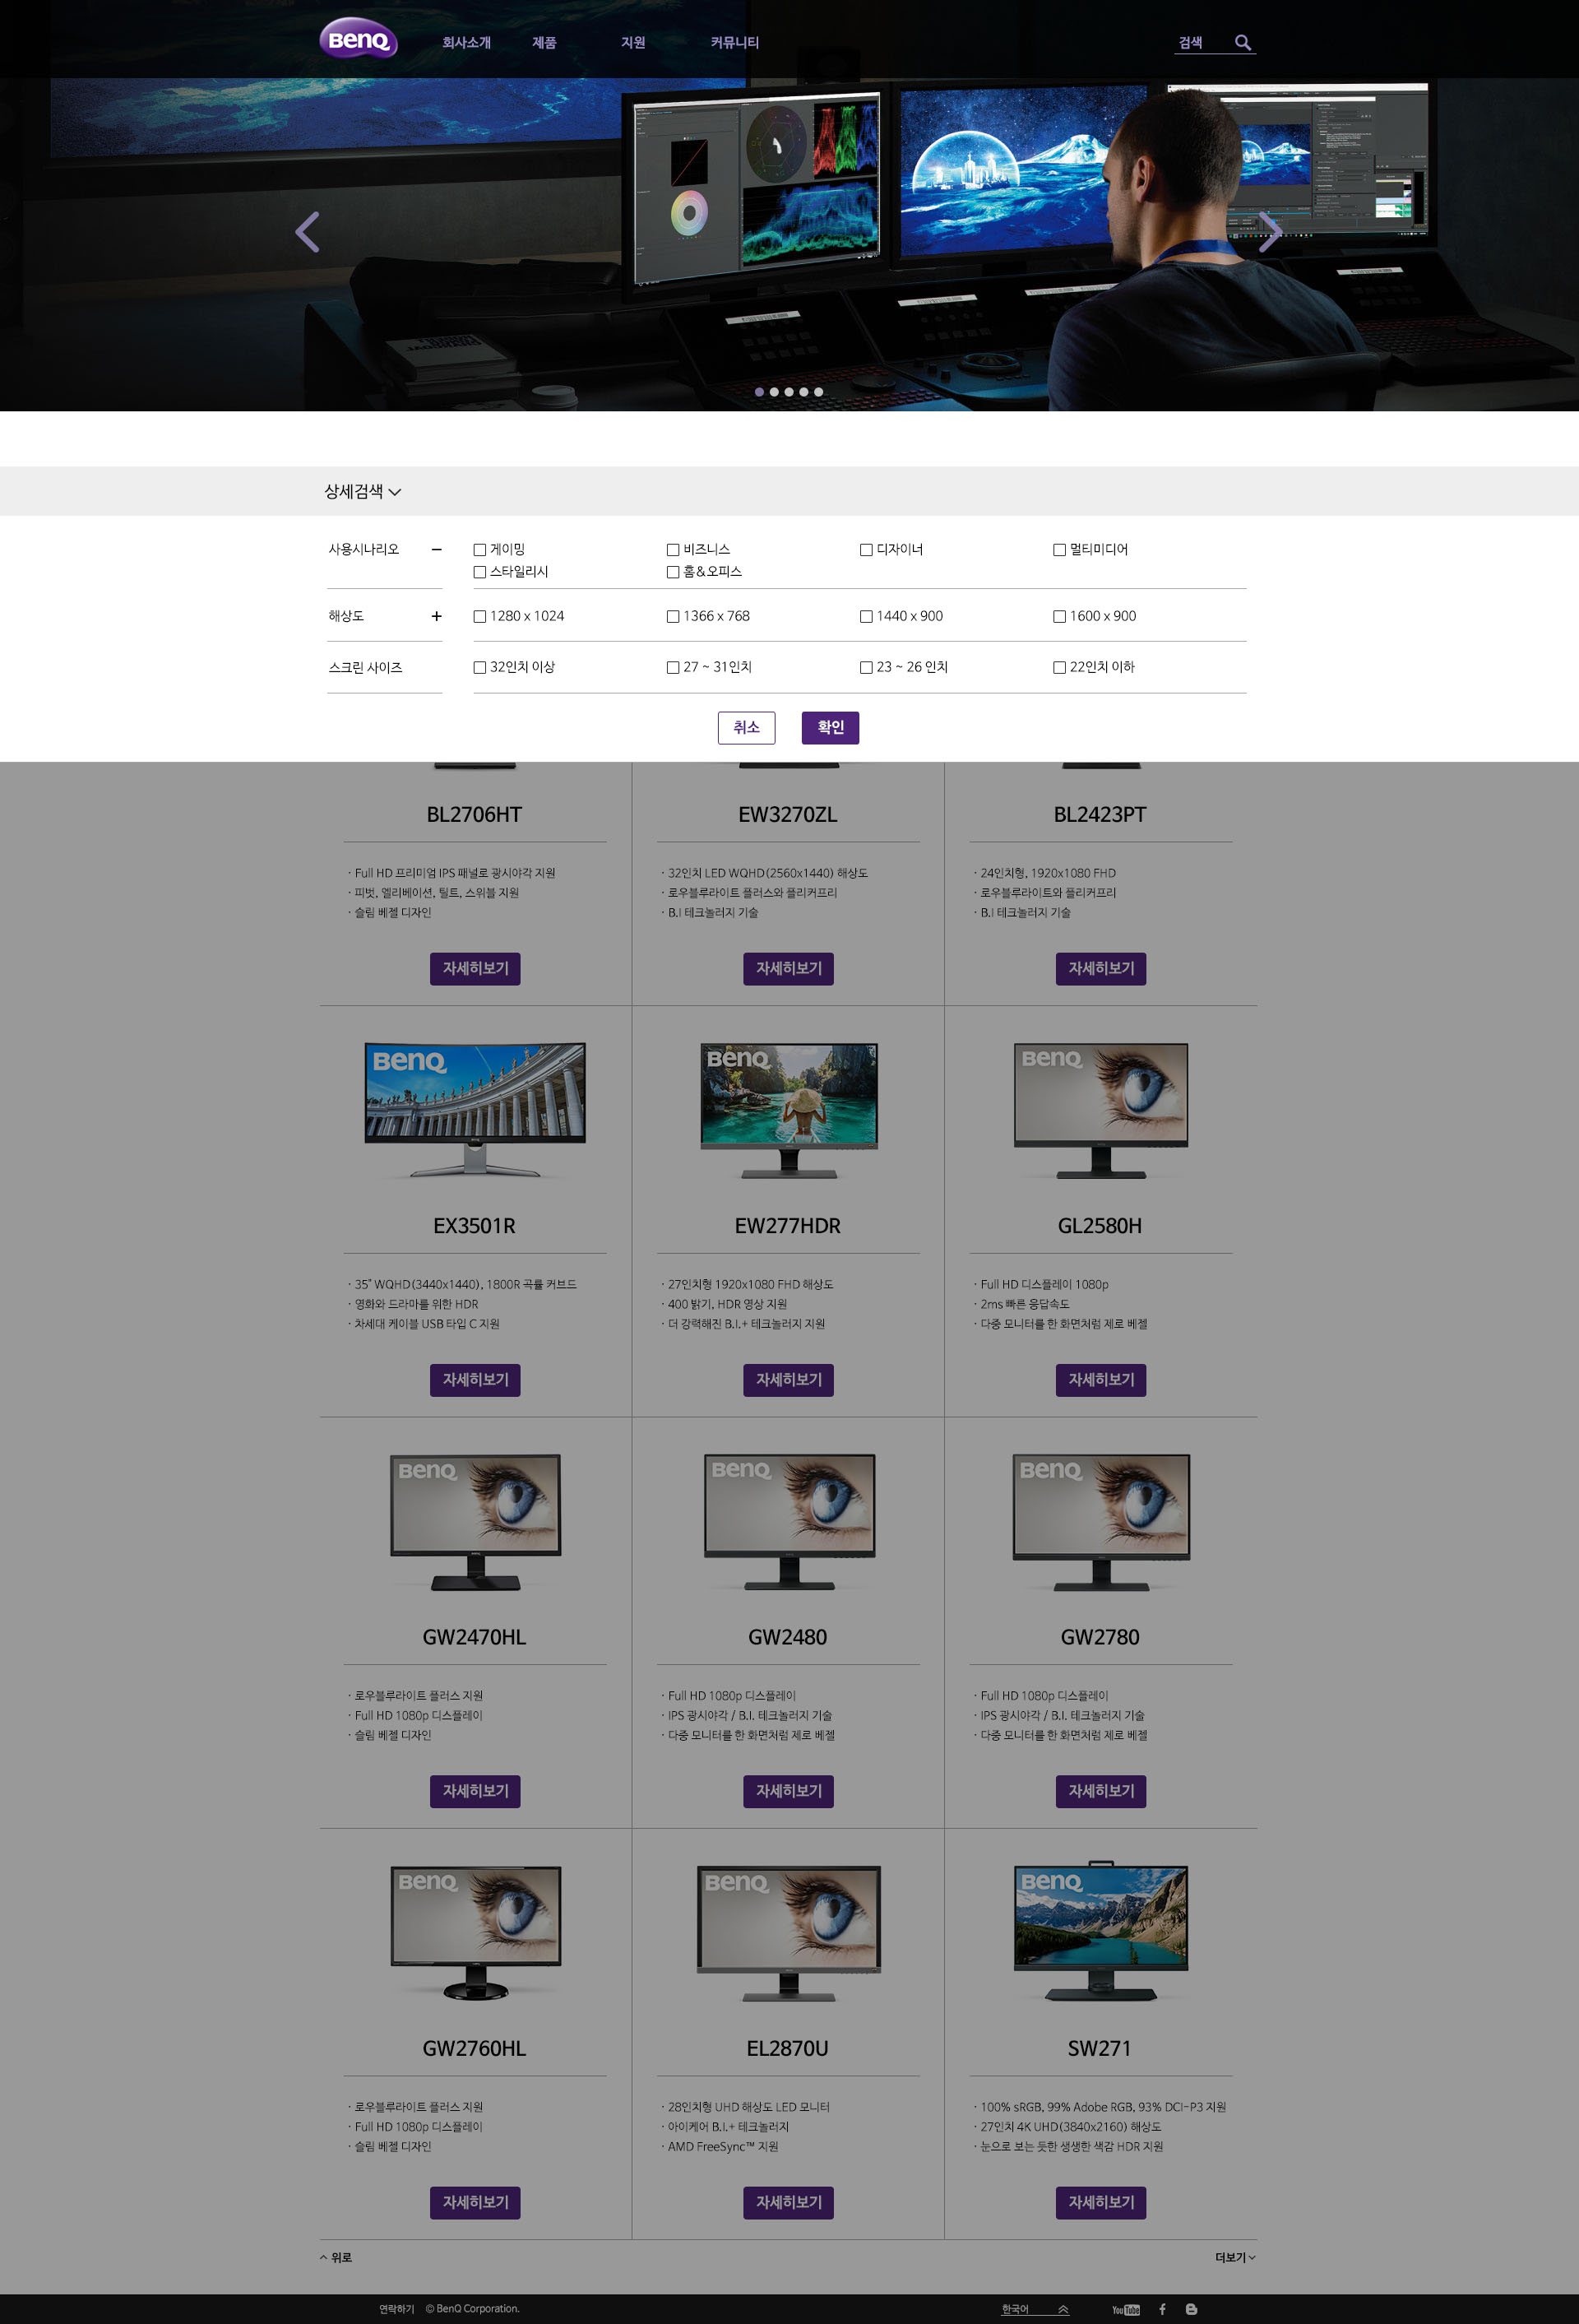 BenQ 회사소개 제품 지원 커뮤니티 검색
상세검색
사용시나리오 게이밍 비즈니스 디자이너 멀티미디어
스타일리시 홈&오피스
해상도 1280 x 1024 1366 x 768 1440 x 900 1600 x 900
스크린 사이즈 32인치 이상 27 ~ 31인치 23 ~ 26 인치 22인치 이하
취소 확인
BL2706HT EW3270ZL BL2423PT
· Full HD 프리미엄 IPS 패널로 광시야각 지원 · 32인치 LED WQHD(2560x1440) 해상도 · 24인치형, 1920x1080 FHD
· 피벗, 엘리베이션, 틸트, 스위블 지원 · 로우블루라이트 플러스와 플리커프리 · 로우블루라이트와 플리커프리
· 슬림 베젤 디자인 · B.I 테크놀러지 기술 · B.I 테크놀러지 기술
자세히보기 자세히보기 자세히보기
BenQ BenQ BenQ
EX3501R EW277HDR GL2580H
· 35" WQHD(3440x1440), 1800R 곡률 커브드 · 27인치형 1920x1080 FHD 해상도 · Full HD 디스플레이 1080p
· 영화와 드라마를 위한 HDR · 400 밝기, HDR 영상 지원 · 2ms 빠른 응답속도
· 차세대 케이블 USB 타입 C 지원 · 더 강력해진 B.I.+ 테크놀러지 지원 · 다중 모니터를 한 화면처럼 제로 베젤
자세히보기 자세히보기 자세히보기
BenQ BenQ BenQ
GW2470HL GW2480 GW2780
· 로우블루라이트 플러스 지원 · Full HD 1080p 디스플레이 · Full HD 1080p 디스플레이
· Full HD 1080p 디스플레이 · IPS 광시야각 / B.I. 테크놀러지 기술 · IPS 광시야각 / B.I. 테크놀러지 기술
· 슬림 베젤 디자인 · 다중 모니터를 한 화면처럼 제로 베젤 · 다중 모니터를 한 화면처럼 제로 베젤
자세히보기 자세히보기 자세히보기
BenQ BenQ BenQ
GW2760HL EL2870U SW271
· 로우블루라이트 플러스 지원 · 28인치형 UHD 해상도 LED 모니터 · 100% sRGB, 99% Adobe RGB, 93% DCI-P3 지원
· Full HD 1080p 디스플레이 · 아이케어 B.I.+ 테크놀러지 · 27인치 4K UHD(3840x2160) 해상도
· 슬림 베젤 디자인 · AMD FreeSync™ 지원 · 눈으로 보는 듯한 생생한 색감 HDR 지원
자세히보기 자세히보기 자세히보기
위로 더보기
연락하기 © BenQ Corporation. 한국어 YouTube